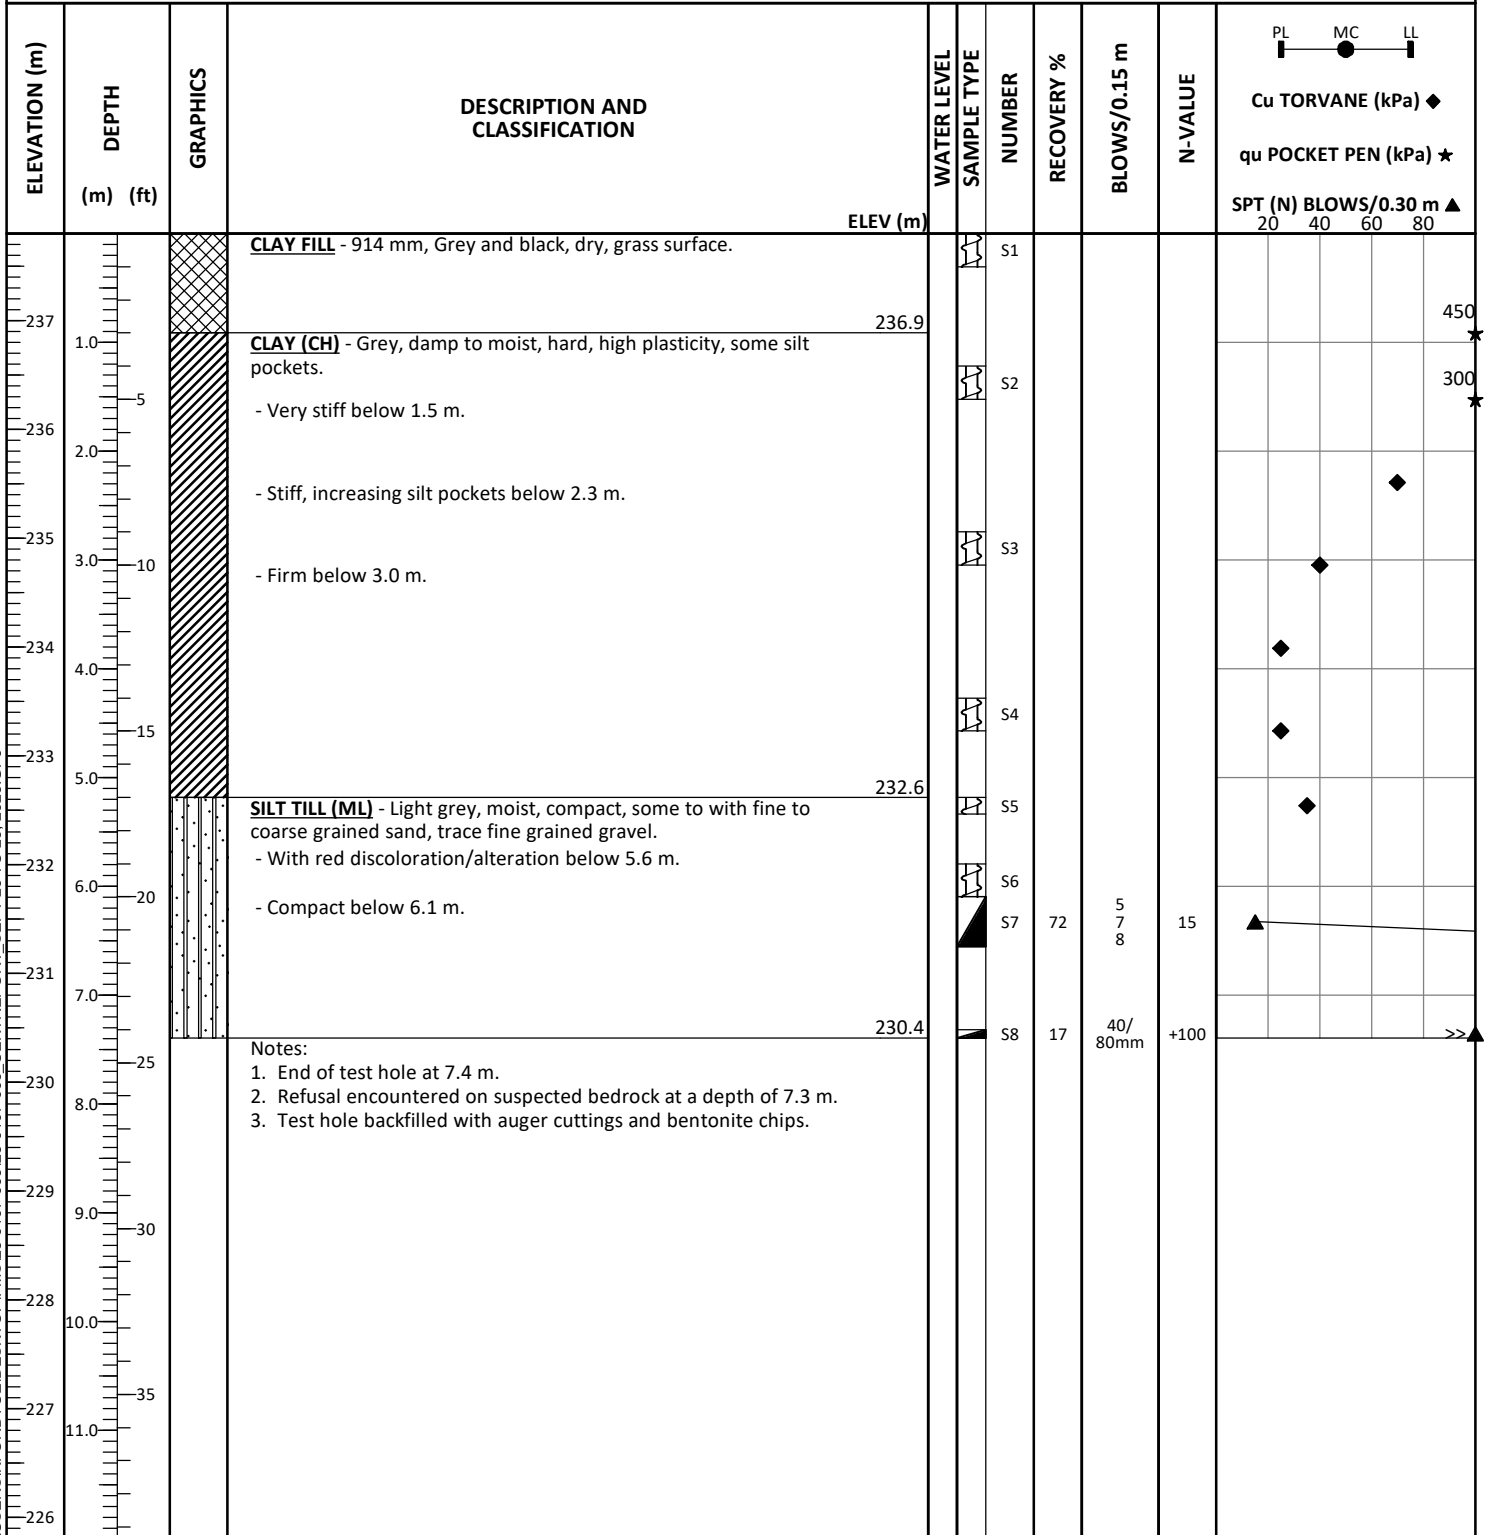 ELEVATION (m)
DEPTH
(m) (ft)
GRAPHICS
DESCRIPTION AND
CLASSIFICATION
ELEV (m)
WATER LEVEL
SAMPLE TYPE
NUMBER
RECOVERY %
BLOWS/0.15 m
N-VALUE
PL MC LL
Cu TORVANE (kPa) ◆
qu POCKET PEN (kPa) ★
SPT (N) BLOWS/0.30 m ▲
20 40 60 80
CLAY FILL - 914 mm, Grey and black, dry, grass surface.
S1
237
236.9
450
1.0
CLAY (CH) - Grey, damp to moist, hard, high plasticity, some silt
pockets.
S2
300
5
- Very stiff below 1.5 m.
236
2.0
- Stiff, increasing silt pockets below 2.3 m.
235
S3
3.0
10
- Firm below 3.0 m.
234
4.0
S4
15
233
5.0
232.6
SILT TILL (ML) - Light grey, moist, compact, some to with fine to
coarse grained sand, trace fine grained gravel.
S5
- With red discoloration/alteration below 5.6 m.
232
6.0
S6
20
- Compact below 6.1 m.
S7
72
5
7
8
15
231
7.0
230.4
S8
17
40/
80mm
+100
>>
Notes:
1. End of test hole at 7.4 m.
2. Refusal encountered on suspected bedrock at a depth of 7.3 m.
3. Test hole backfilled with auger cuttings and bentonite chips.
25
230
8.0
229
9.0
30
228
10.0
35
227
11.0
226